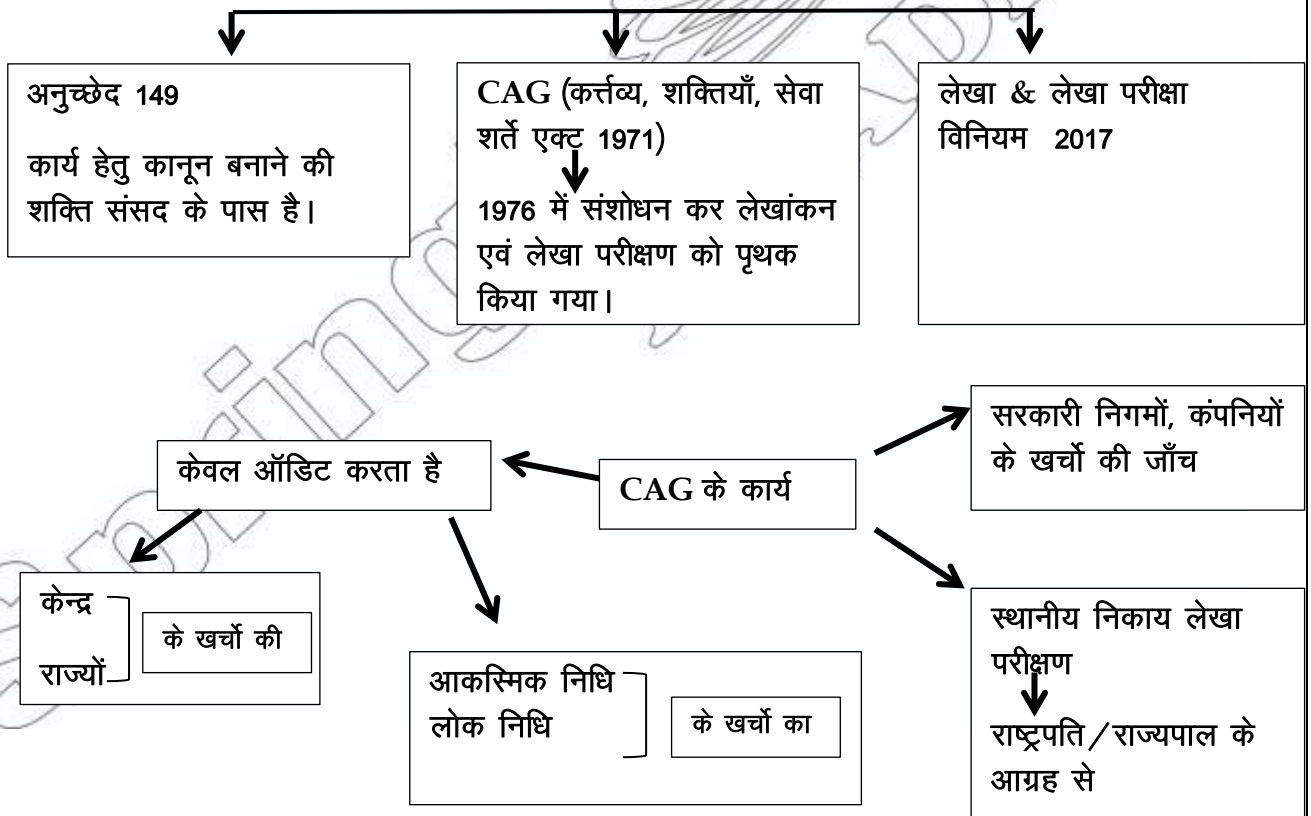 अनुच्छेद 149
कार्य हेतु कानून बनाने की
शक्ति संसद के पास है।
CAG (कर्त्तव्य, शक्तियाँ, सेवा
शर्ते एक्ट 1971)
1976 में संशोधन कर लेखांकन
एवं लेखा परीक्षण को पृथक
किया गया।
लेखा & लेखा परीक्षा
विनियम 2017
केवल ऑडिट करता है
CAG के कार्य
सरकारी निगमों, कंपनियों
के खर्चो की जाँच
केन्द्र
राज्यों
के खर्चो की
आकस्मिक निधि
लोक निधि
के खर्चो का
स्थानीय निकाय लेखा
परीक्षण
राष्ट्रपति/राज्यपाल के
आग्रह से